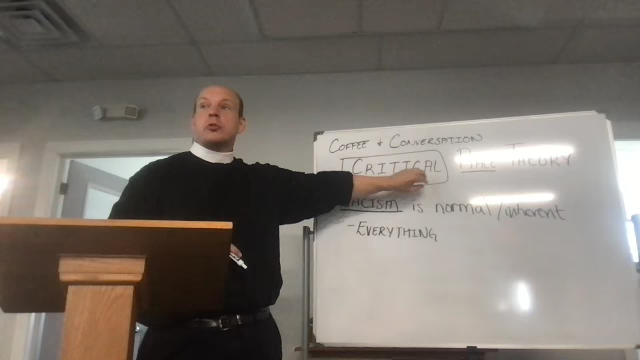 COFFEE + CONVERSATION
CRITICAL RACE THEORY
RACISM is normal/inherent
- EVERYTHING